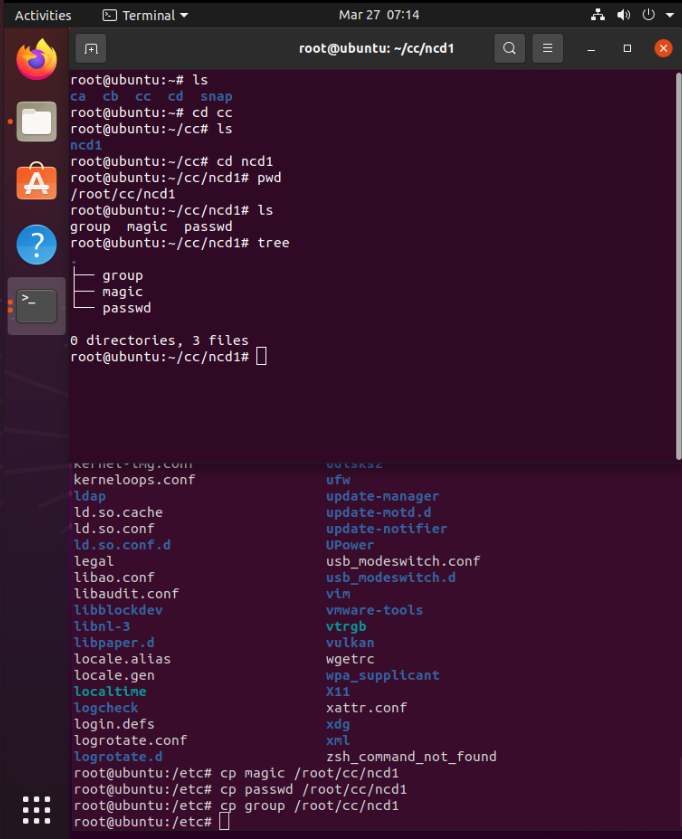 Activities Terminal Mar 27 07:14
root@ubuntu: ~/cc/ncd1
root@ubuntu:~# ls
ca cb cc cd snap
root@ubuntu:~# cd cc
root@ubuntu:~/cc# ls
ncd1
root@ubuntu:~/cc# cd ncd1
root@ubuntu:~/cc/ncd1# pwd
/root/cc/ncd1
root@ubuntu:~/cc/ncd1# ls
group magic passwd
root@ubuntu:~/cc/ncd1# tree
.
├── group
├── magic
└── passwd
0 directories, 3 files
root@ubuntu:~/cc/ncd1#
kernel-img.conf udisks2
kerneloops.conf ufw
ldap update-manager
ld.so.cache update-motd.d
ld.so.conf update-notifier
ld.so.conf.d UPower
legal usb_modeswitch.conf
libao.conf usb_modeswitch.d
libaudit.conf vim
libblockdev vmware-tools
libnl-3 vtrgb
libpaper.d vulkan
locale.alias wgetrc
locale.gen wpa_supplicant
localtime X11
logcheck xattr.conf
login.defs xdg
logrotate.conf xml
logrotate.d zsh_command_not_found
root@ubuntu:/etc# cp magic /root/cc/ncd1
root@ubuntu:/etc# cp passwd /root/cc/ncd1
root@ubuntu:/etc# cp group /root/cc/ncd1
root@ubuntu:/etc#